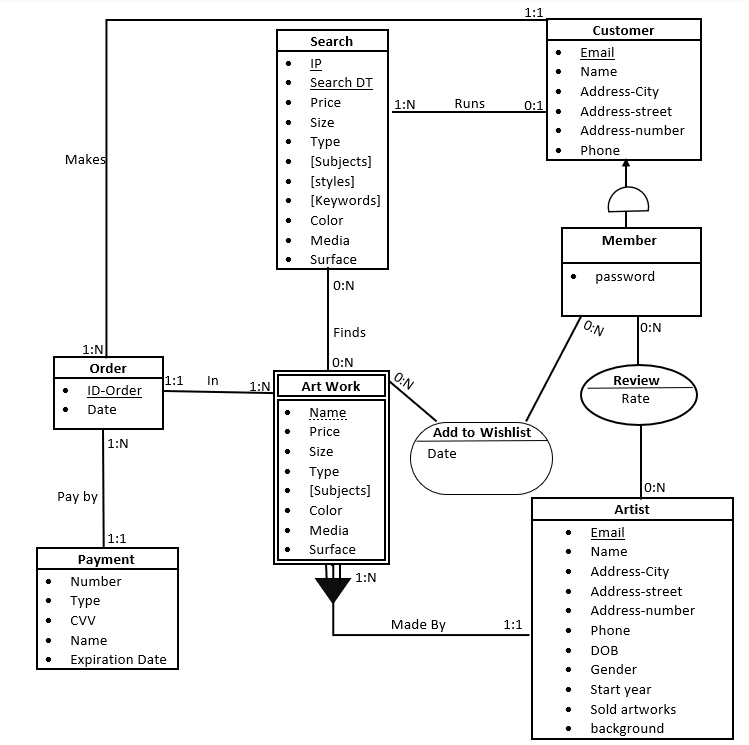 1:1
Customer
Email
Name
Address-City
Address-street
Address-number
Phone
Search
IP
Search DT
Price
Size
Type
[Subjects]
[styles]
[Keywords]
Color
Media
Surface
1:N Runs 0:1
Makes
Member
password
0:N
Finds
0:N
0:N
0:N
1:N
Order
ID-Order
Date
1:1 In 1:N
Art Work
Name
Price
Size
Type
[Subjects]
Color
Media
Surface
0:N
Review
Rate
Add to Wishlist
Date
1:N
Pay by
1:1
0:N
Payment
Number
Type
CVV
Name
Expiration Date
1:N
Made By 1:1
Artist
Email
Name
Address-City
Address-street
Address-number
Phone
DOB
Gender
Start year
Sold artworks
background